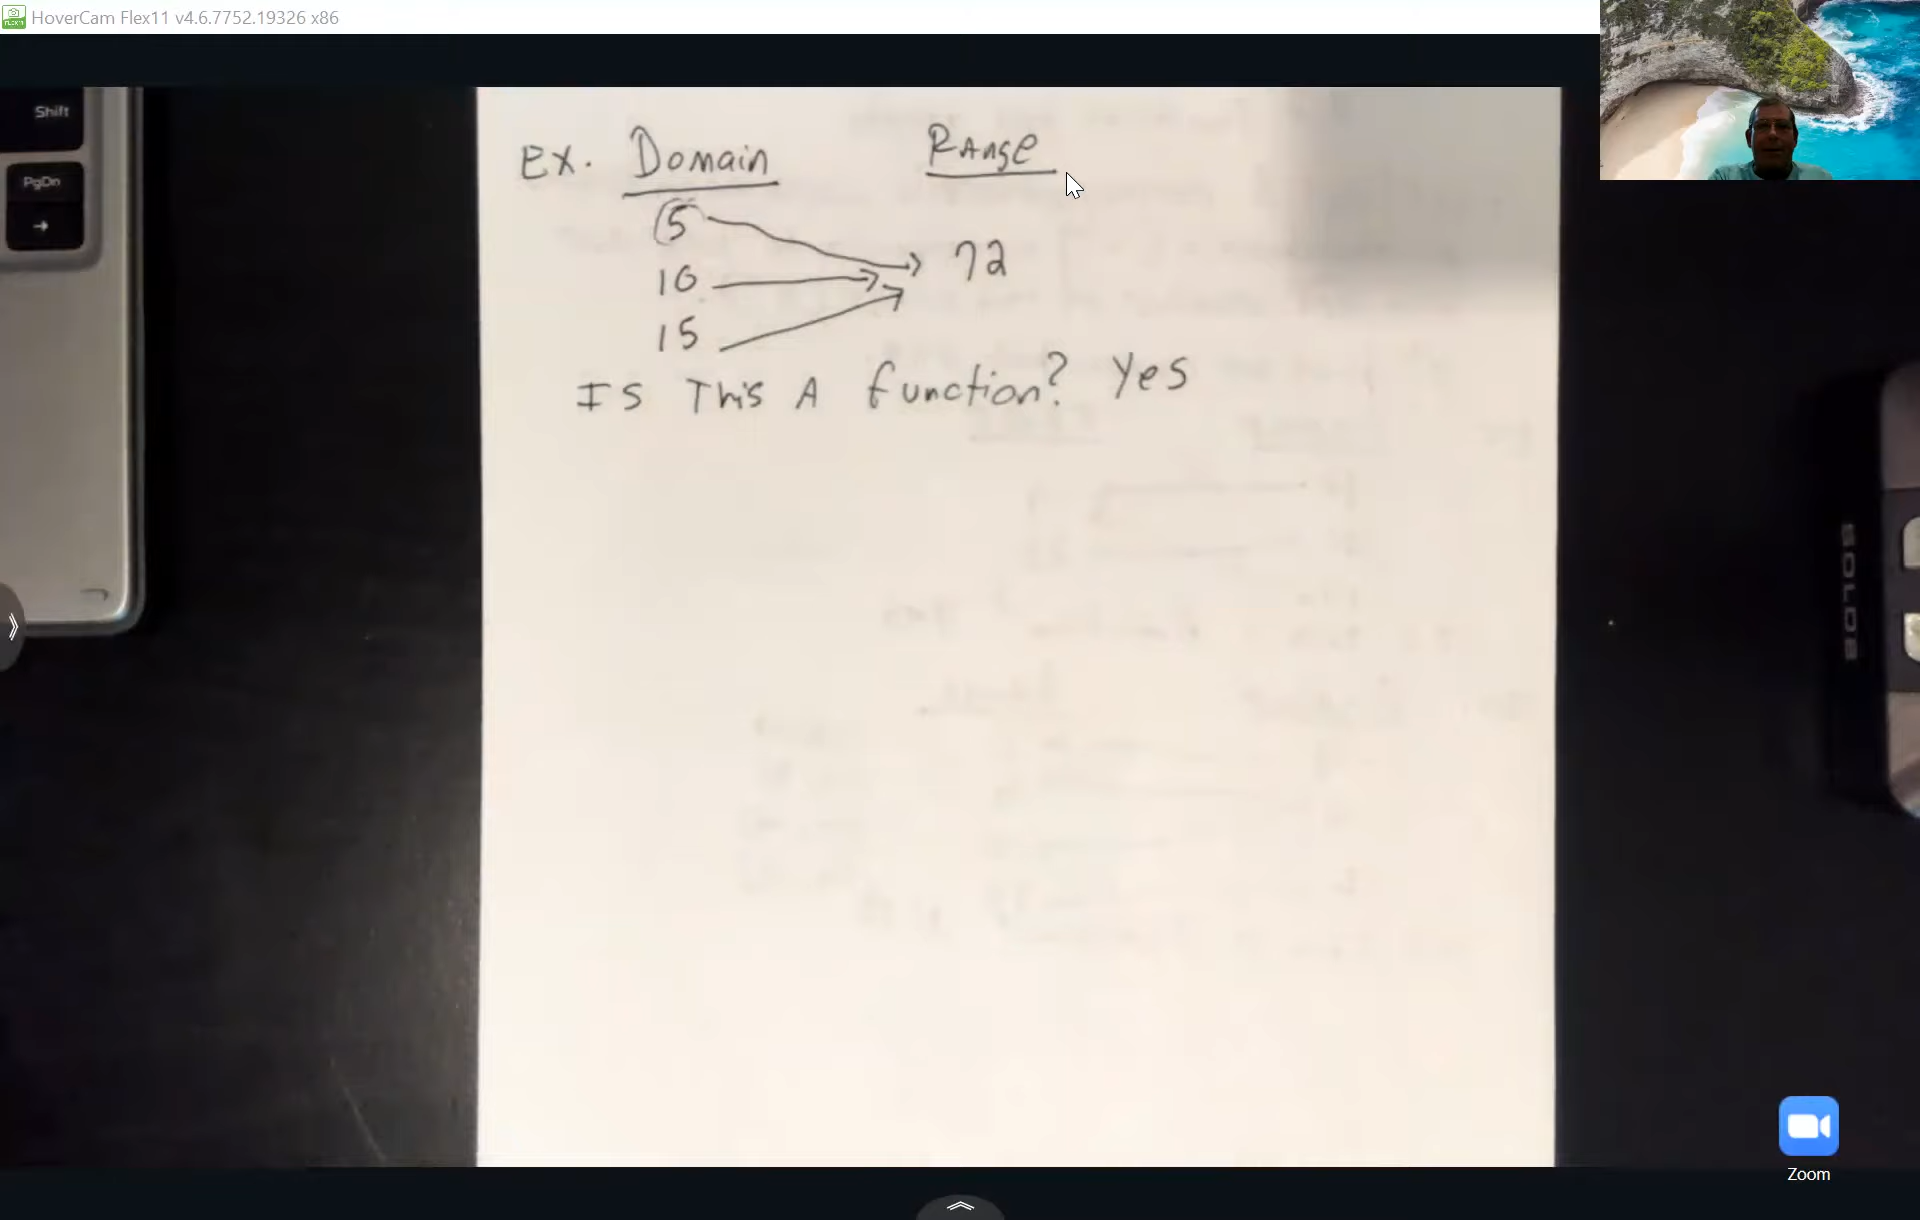 HoverCam Flex11 v4.6.7752.19326 x86
Shift
PgDn
Ex. Domain Range
5
10 72
15
Is This A function? Yes
Zoom